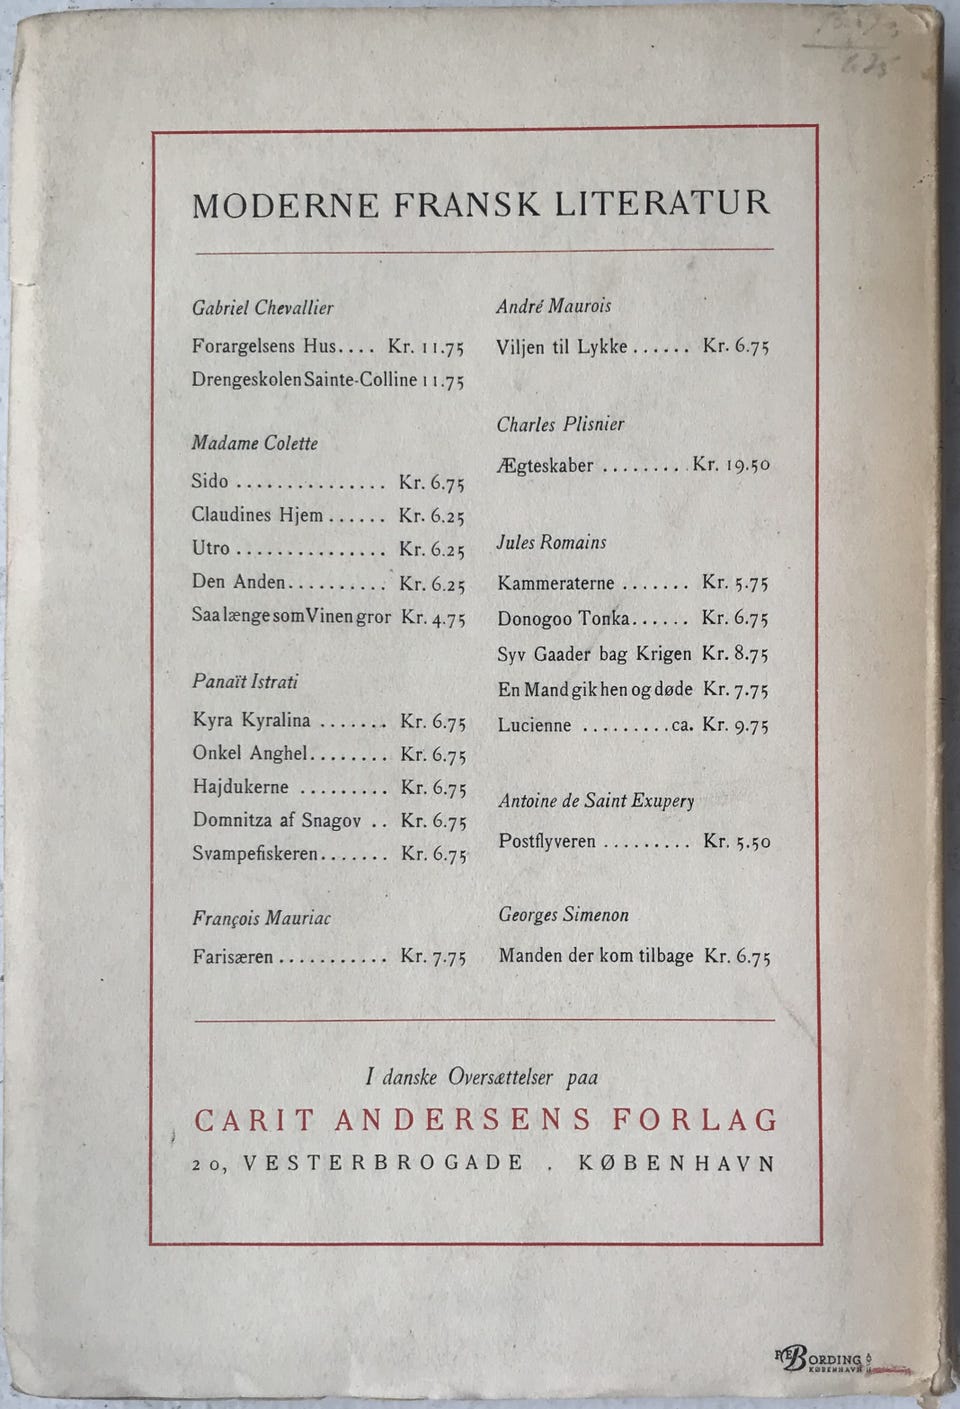 MODERNE FRANSK LITERATUR
Gabriel Chevallier
Forargelsens Hus.... Kr. 11.75
Drengeskolen Sainte-Colline 11.75
Madame Colette
Sido ............... Kr. 6.75
Claudines Hjem ...... Kr. 6.25
Utro ............... Kr. 6.25
Den Anden.......... Kr. 6.25
Saalænge som Vinen gror Kr. 4.75
Panaït Istrati
Kyra Kyralina ....... Kr. 6.75
Onkel Anghel........ Kr. 6.75
Hajdukerne ......... Kr. 6.75
Domnitza af Snagov .. Kr. 6.75
Svampefiskeren....... Kr. 6.75
François Mauriac
Farisæren ........... Kr. 7.75
André Maurois
Viljen til Lykke ...... Kr. 6.75
Charles Plisnier
Ægteskaber ......... Kr. 19.50
Jules Romains
Kammeraterne ....... Kr. 5.75
Donogoo Tonka...... Kr. 6.75
Syv Gaader bag Krigen Kr. 8.75
En Mand gik hen og døde Kr. 7.75
Lucienne .........ca. Kr. 9.75
Antoine de Saint Exupery
Postflyveren ......... Kr. 5.50
Georges Simenon
Manden der kom tilbage Kr. 6.75
I danske Oversættelser paa
CARIT ANDERSENS FORLAG
20, VESTERBROGADE . KØBENHAVN
BORDING
KØBENHAVN